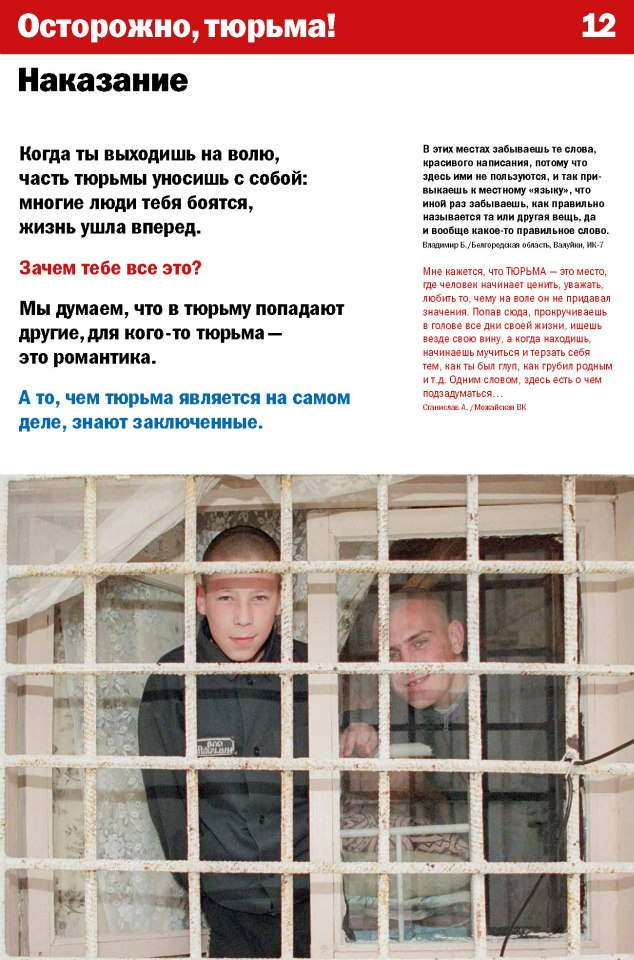 Осторожно, тюрьма!
12
Наказание
Когда ты выходишь на волю,
часть тюрьмы уносишь с собой:
многие люди тебя боятся,
жизнь ушла вперед.
Зачем тебе все это?
Мы думаем, что в тюрьму попадают
другие, для кого-то тюрьма —
это романтика.
А то, чем тюрьма является на самом
деле, знают заключенные.
В этих местах забываешь те слова,
красивого написания, потому что
здесь ими не пользуются, и так при-
выкаешь к местному «языку», что
иной раз забываешь, как правильно
называется та или другая вещь, да
и вообще какое-то правильное слово.
Владимир Б./Белгородская область, Валуйки, ИК-7
Мне кажется, что ТЮРЬМА — это место,
где человек начинает ценить, уважать,
любить то, чему на воле он не придавал
значения. Попав сюда, прокручиваешь
в голове все дни своей жизни, ищешь
везде свою вину, а когда находишь,
начинаешь мучиться и терзать себя
тем, как ты был глуп, как грубил родным
и т.д. Одним словом, здесь есть о чем
подзадуматься…
Станислав А. /Можайская ВК